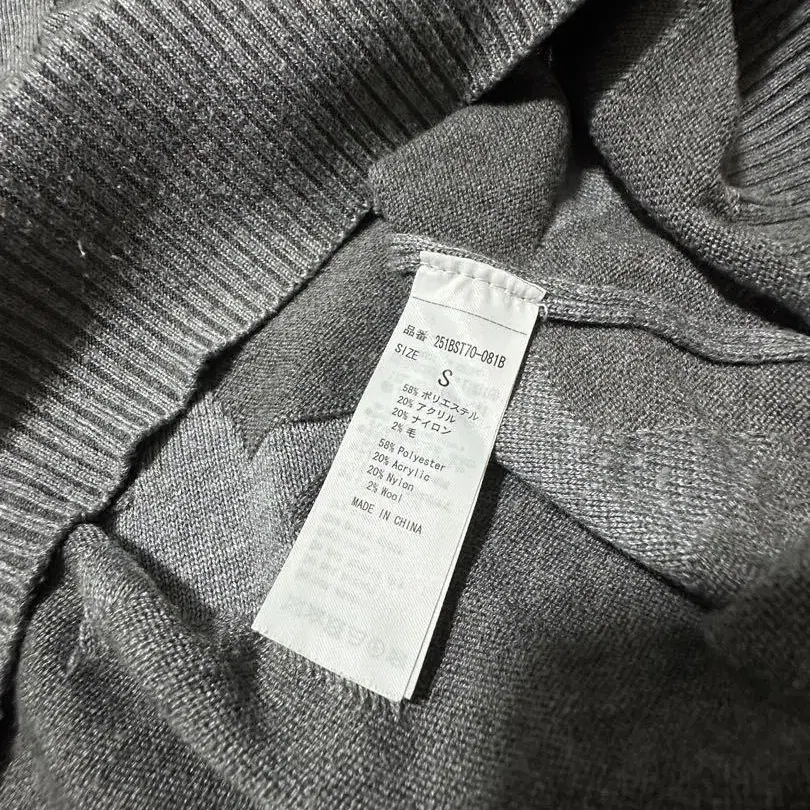 品番 251BST70-081B
SIZE
S
58% ポリエステル
20% アクリル
20% ナイロン
2% 毛
58% Polyester
20% Acrylic
20% Nylon
2% Wool
MADE IN CHINA